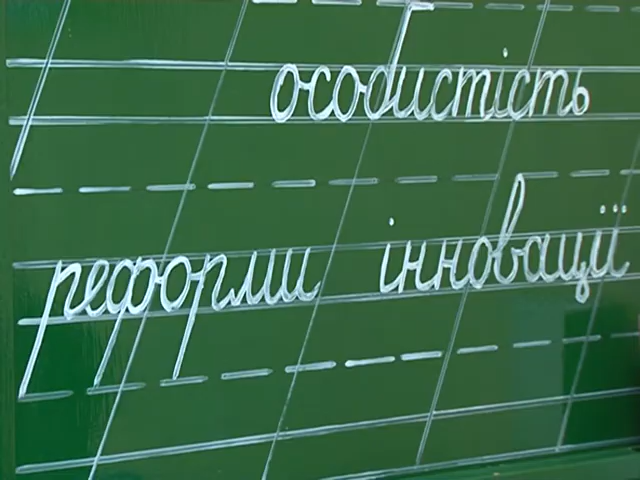 особистість
реформи інновації